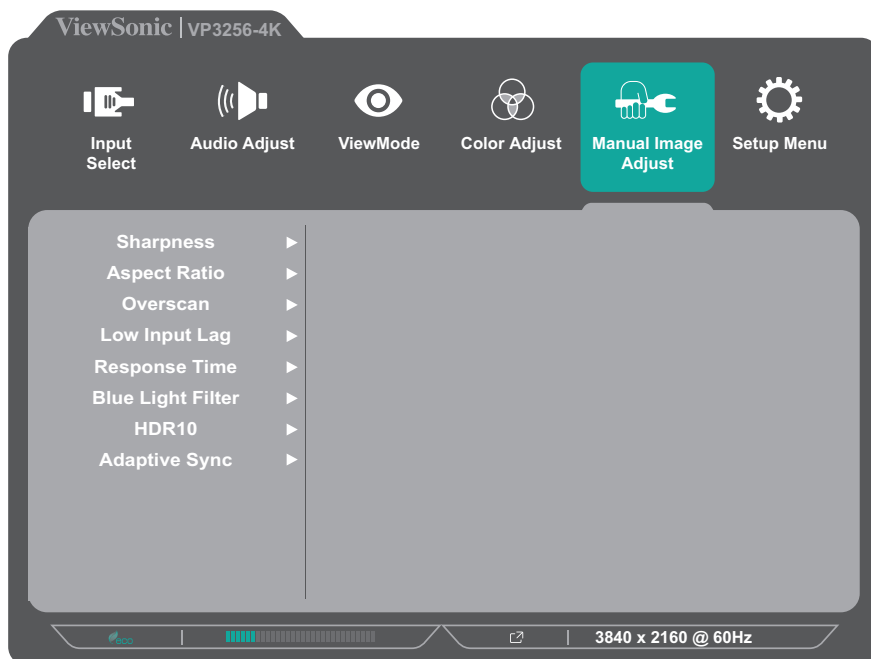 ViewSonic | VP3256-4K
Input Select
Audio Adjust
ViewMode
Color Adjust
Manual Image Adjust
Setup Menu
Sharpness
Aspect Ratio
Overscan
Low Input Lag
Response Time
Blue Light Filter
HDR10
Adaptive Sync
eco
3840 x 2160 @ 60Hz